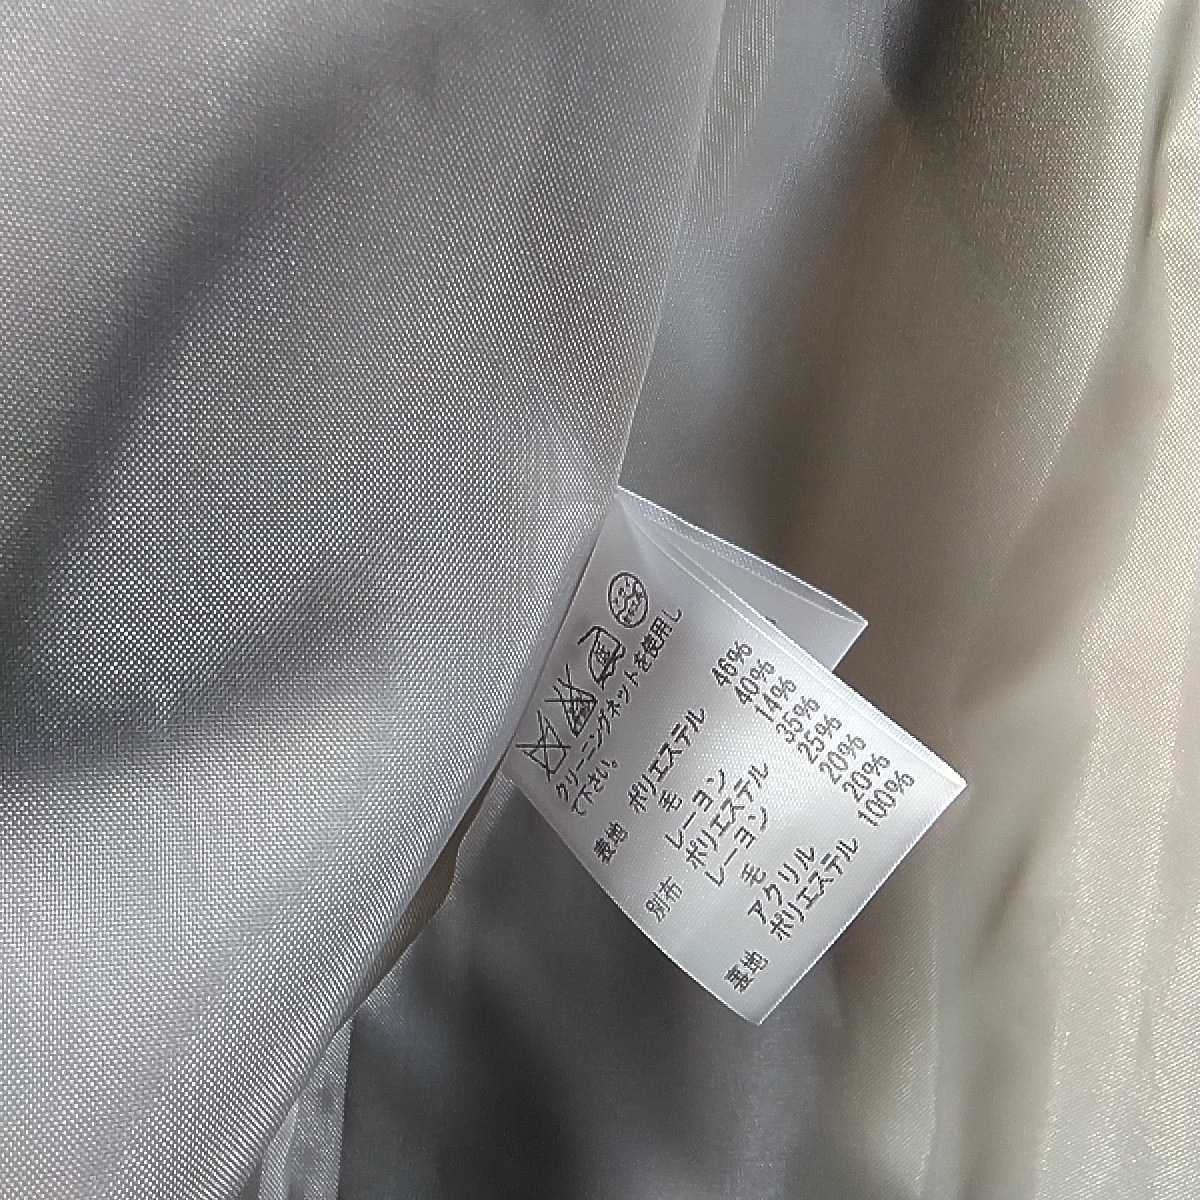 クリーニングネットを使用し
て下さい。
表地 ポリエステル 46%
毛 40%
レーヨン 14%
別布 ポリエステル 35%
レーヨン 25%
毛 20%
アクリル 20%
裏地 ポリエステル 100%